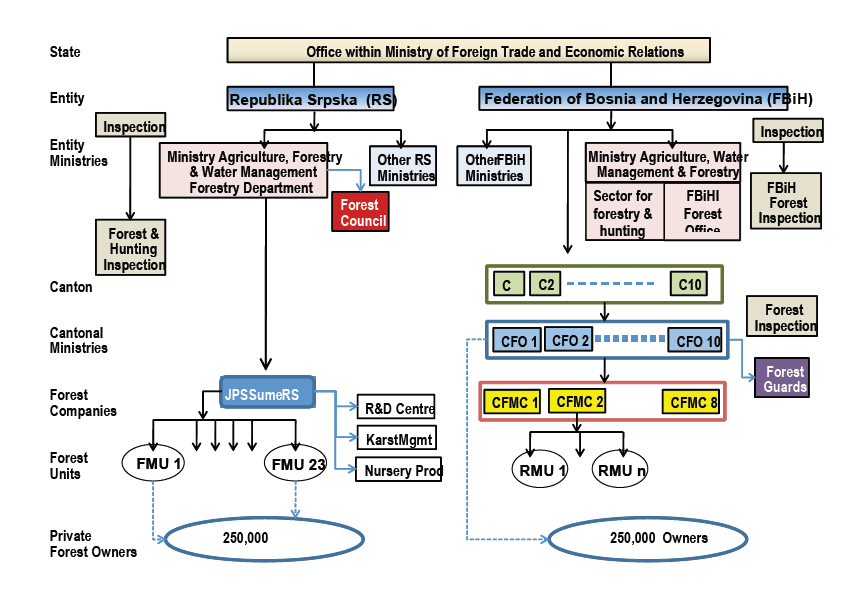 State
Office within Ministry of Foreign Trade and Economic Relations
Entity
Republika Srpska (RS)
Federation of Bosnia and Herzegovina (FBiH)
Inspection
Inspection
Entity
Ministries
Ministry Agriculture, Forestry
& Water Management
Forestry Department
Other RS
Ministries
OtherFBiH
Ministries
Ministry Agriculture, Water
Management & Forestry
Sector for
forestry &
hunting
FBiHI
Forest
Office
FBiH
Forest
Inspection
Forest
Council
Forest &
Hunting
Inspection
Canton
C
C2
C10
Forest
Inspection
Cantonal
Ministries
CFO 1
CFO 2
CFO 10
Forest
Guards
Forest
Companies
JPSSumeRS
R&D Centre
KarstMgmt
Nursery Prod
CFMC 1
CFMC 2
CFMC 8
Forest
Units
FMU 1
FMU 23
RMU 1
RMU n
Private
Forest Owners
250,000
250,000 Owners